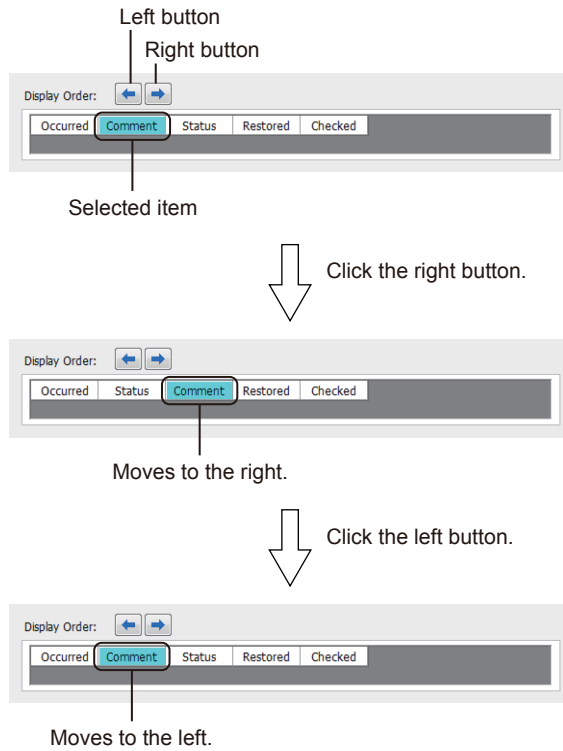 Left button
Right button
Display Order:
Occurred Comment Status Restored Checked
Selected item
Click the right button.
Display Order:
Occurred Status Comment Restored Checked
Moves to the right.
Click the left button.
Display Order:
Occurred Comment Status Restored Checked
Moves to the left.